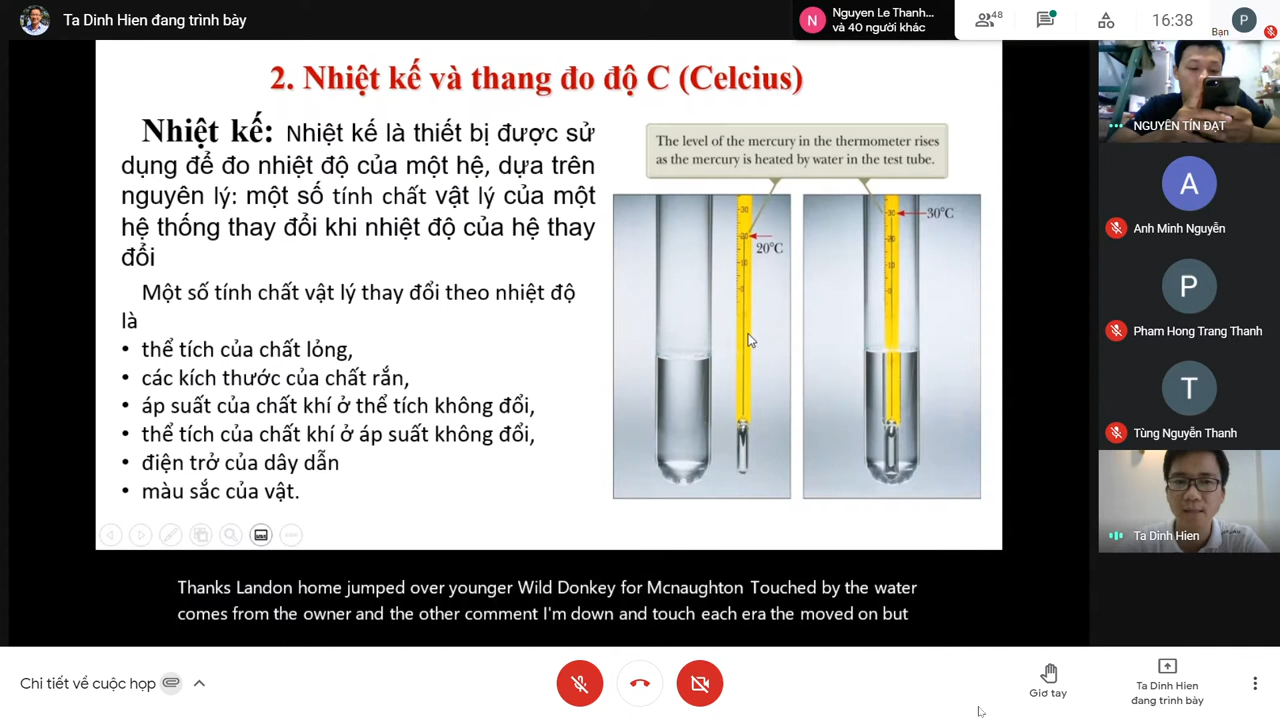 Ta Dinh Hien đang trình bày
Nguyen Le Thanh...
và 40 người khác
48
16:38
P
Bạn
N
2. Nhiệt kế và thang đo độ C (Celcius)
Nhiệt kế: Nhiệt kế là thiết bị được sử
dụng để đo nhiệt độ của một hệ, dựa trên
nguyên lý: một số tính chất vật lý của một
hệ thống thay đổi khi nhiệt độ của hệ thay
đổi
Một số tính chất vật lý thay đổi theo nhiệt độ
là
• thể tích của chất lỏng,
• các kích thước của chất rắn,
• áp suất của chất khí ở thể tích không đổi,
• thể tích của chất khí ở áp suất không đổi,
• điện trở của dây dẫn
• màu sắc của vật.
The level of the mercury in the thermometer rises
as the mercury is heated by water in the test tube.
30
20
10
0
20°C
30
20
10
0
30°C
NGUYỄN TÍN ĐẠT
A
Anh Minh Nguyễn
P
Pham Hong Trang Thanh
T
Tùng Nguyễn Thanh
Ta Dinh Hien
Thanks Landon home jumped over younger Wild Donkey for Mcnaughton Touched by the water
comes from the owner and the other comment I'm down and touch each era the moved on but
Chi tiết về cuộc họp
Giơ tay
Ta Dinh Hien
đang trình bày